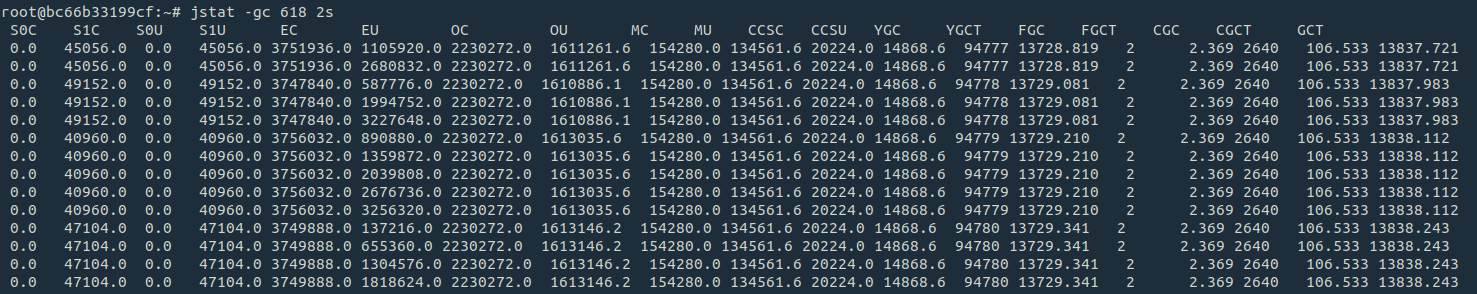 root@bc66b33199cf:~# jstat -gc 618 2s
S0C S1C S0U S1U EC EU OC OU MC MU CCSC CCSU YGC YGCT FGC FGCT CGC CGCT GCT
0.0 45056.0 0.0 45056.0 3751936.0 1105920.0 2230272.0 1611261.6 154280.0 134561.6 20224.0 14868.6 94777 13728.819 2 2.369 2640 106.533 13837.721
0.0 45056.0 0.0 45056.0 3751936.0 2680832.0 2230272.0 1611261.6 154280.0 134561.6 20224.0 14868.6 94777 13728.819 2 2.369 2640 106.533 13837.721
0.0 49152.0 0.0 49152.0 3747840.0 587776.0 2230272.0 1610886.1 154280.0 134561.6 20224.0 14868.6 94778 13729.081 2 2.369 2640 106.533 13837.983
0.0 49152.0 0.0 49152.0 3747840.0 1994752.0 2230272.0 1610886.1 154280.0 134561.6 20224.0 14868.6 94778 13729.081 2 2.369 2640 106.533 13837.983
0.0 49152.0 0.0 49152.0 3747840.0 3227648.0 2230272.0 1610886.1 154280.0 134561.6 20224.0 14868.6 94778 13729.081 2 2.369 2640 106.533 13837.983
0.0 40960.0 0.0 40960.0 3756032.0 890880.0 2230272.0 1613035.6 154280.0 134561.6 20224.0 14868.6 94779 13729.210 2 2.369 2640 106.533 13838.112
0.0 40960.0 0.0 40960.0 3756032.0 1359872.0 2230272.0 1613035.6 154280.0 134561.6 20224.0 14868.6 94779 13729.210 2 2.369 2640 106.533 13838.112
0.0 40960.0 0.0 40960.0 3756032.0 2039808.0 2230272.0 1613035.6 154280.0 134561.6 20224.0 14868.6 94779 13729.210 2 2.369 2640 106.533 13838.112
0.0 40960.0 0.0 40960.0 3756032.0 2676736.0 2230272.0 1613035.6 154280.0 134561.6 20224.0 14868.6 94779 13729.210 2 2.369 2640 106.533 13838.112
0.0 40960.0 0.0 40960.0 3756032.0 3256320.0 2230272.0 1613035.6 154280.0 134561.6 20224.0 14868.6 94779 13729.210 2 2.369 2640 106.533 13838.112
0.0 47104.0 0.0 47104.0 3749888.0 137216.0 2230272.0 1613146.2 154280.0 134561.6 20224.0 14868.6 94780 13729.341 2 2.369 2640 106.533 13838.243
0.0 47104.0 0.0 47104.0 3749888.0 655360.0 2230272.0 1613146.2 154280.0 134561.6 20224.0 14868.6 94780 13729.341 2 2.369 2640 106.533 13838.243
0.0 47104.0 0.0 47104.0 3749888.0 1304576.0 2230272.0 1613146.2 154280.0 134561.6 20224.0 14868.6 94780 13729.341 2 2.369 2640 106.533 13838.243
0.0 47104.0 0.0 47104.0 3749888.0 1818624.0 2230272.0 1613146.2 154280.0 134561.6 20224.0 14868.6 94780 13729.341 2 2.369 2640 106.533 13838.243